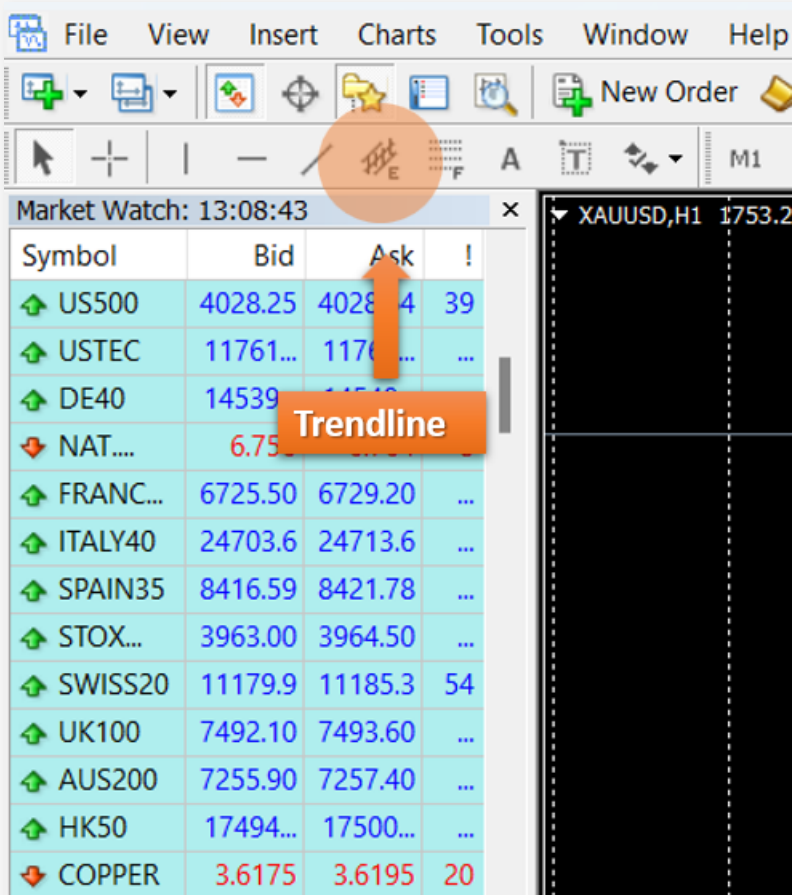 File View Insert Charts Tools Window Help
New Order
E F A T M1
Market Watch: 13:08:43 ×
XAUUSD,H1 1753.2
Symbol Bid Ask !
US500 4028.25 4028 4 39
USTEC 11761... 1176 ... ...
DE40 14539 ...
Trendline
NAT.... 6.75
FRANC... 6725.50 6729.20 ...
ITALY40 24703.6 24713.6 ...
SPAIN35 8416.59 8421.78 ...
STOX... 3963.00 3964.50 ...
SWISS20 11179.9 11185.3 54
UK100 7492.10 7493.60 ...
AUS200 7255.90 7257.40 ...
HK50 17494... 17500... ...
COPPER 3.6175 3.6195 20